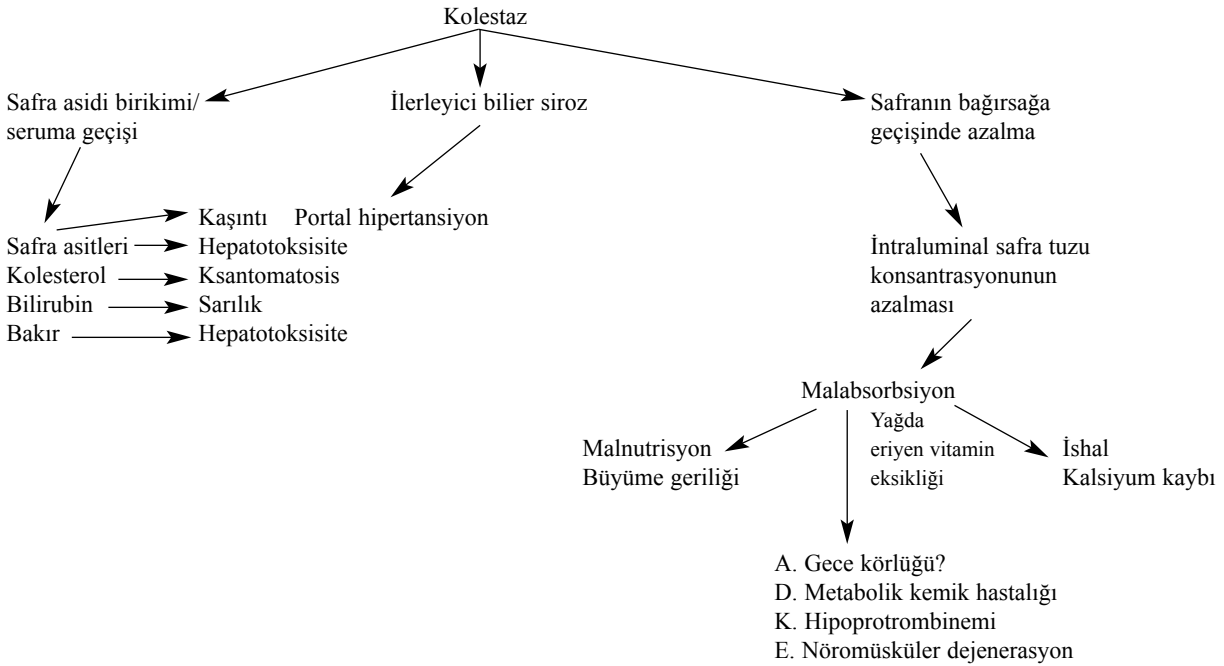 Kolestaz
Safra asidi birikimi/
seruma geçişi
İlerleyici bilier siroz
Safranın bağırsağa
geçişinde azalma
Kaşıntı
Portal hipertansiyon
Safra asitleri
Hepatotoksisite
Kolesterol
Ksantomatosis
Bilirubin
Sarılık
Bakır
Hepatotoksisite
İntraluminal safra tuzu
konsantrasyonunun
azalması
Malabsorbsiyon
Malnutrisyon
Büyüme geriliği
Yağda
eriyen vitamin
eksikliği
İshal
Kalsiyum kaybı
A. Gece körlüğü?
D. Metabolik kemik hastalığı
K. Hipoprotrombinemi
E. Nöromüsküler dejenerasyon